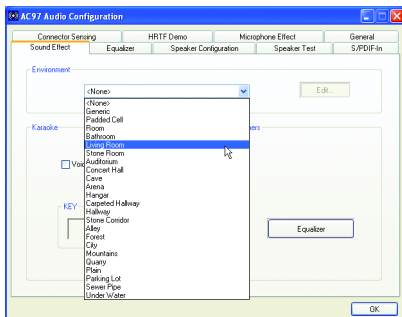 AC97 Audio Configuration
Connector Sensing HRTF Demo Microphone Effect General
Sound Effect Equalizer Speaker Configuration Speaker Test S/PDIF-In
Environment
<None> Edit...
<None>
Generic
Padded Cell
Room
Bathroom
Living Room
Stone Room
Auditorium
Concert Hall
Cave
Arena
Hangar
Carpeted Hallway
Hallway
Stone Corridor
Alley
Forest
City
Mountains
Quarry
Plain
Parking Lot
Sewer Pipe
Under Water
Karaoke
KEY
Equalizer
OK